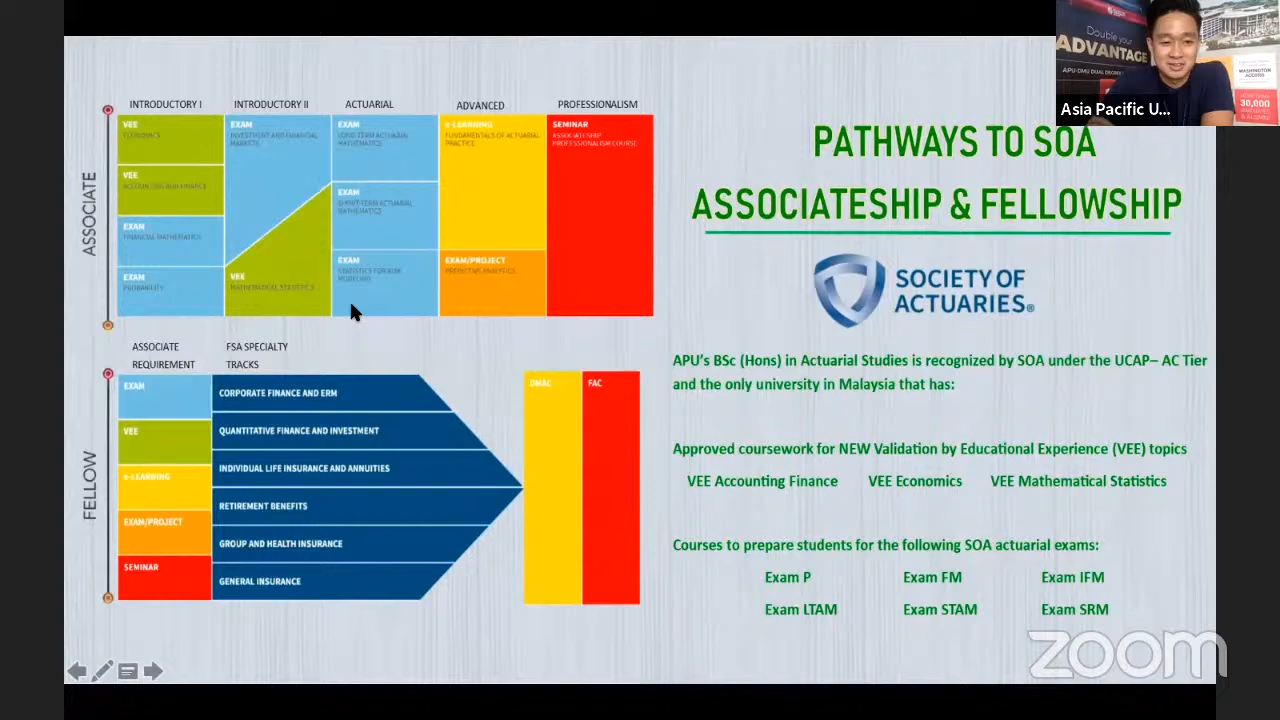 Double your
ADVANTAGE
APU-DMU DUAL DEGREE
WASHINGTON
ACCORD
30,000
Asia Pacific U...
INTRODUCTORY I
INTRODUCTORY II
ACTUARIAL
ADVANCED
PROFESSIONALISM
ASSOCIATE
VEE
ECONOMICS
VEE
ACCOUNTING AND FINANCE
EXAM
FINANCIAL MATHEMATICS
EXAM
PROBABILITY
EXAM
INVESTMENT AND FINANCIAL
MARKETS
VEE
MATHEMATICAL STATISTICS
EXAM
LONG-TERM ACTUARIAL
MATHEMATICS
EXAM
SHORT-TERM ACTUARIAL
MATHEMATICS
EXAM
STATISTICS FOR RISK
MODELING
e-LEARNING
FUNDAMENTALS OF ACTUARIAL
PRACTICE
EXAM/PROJECT
PREDICTIVE ANALYTICS
SEMINAR
ASSOCIATESHIP
PROFESSIONALISM COURSE
FELLOW
ASSOCIATE
REQUIREMENT
FSA SPECIALTY
TRACKS
EXAM
VEE
e-LEARNING
EXAM/PROJECT
SEMINAR
CORPORATE FINANCE AND ERM
QUANTITATIVE FINANCE AND INVESTMENT
INDIVIDUAL LIFE INSURANCE AND ANNUITIES
RETIREMENT BENEFITS
GROUP AND HEALTH INSURANCE
GENERAL INSURANCE
DMAC
FAC
PATHWAYS TO SOA
ASSOCIATESHIP & FELLOWSHIP
SOCIETY OF
ACTUARIES®
APU's BSc (Hons) in Actuarial Studies is recognized by SOA under the UCAP– AC Tier
and the only university in Malaysia that has:
Approved coursework for NEW Validation by Educational Experience (VEE) topics
VEE Accounting Finance VEE Economics VEE Mathematical Statistics
Courses to prepare students for the following SOA actuarial exams:
Exam P Exam FM Exam IFM
Exam LTAM Exam STAM Exam SRM
zoom